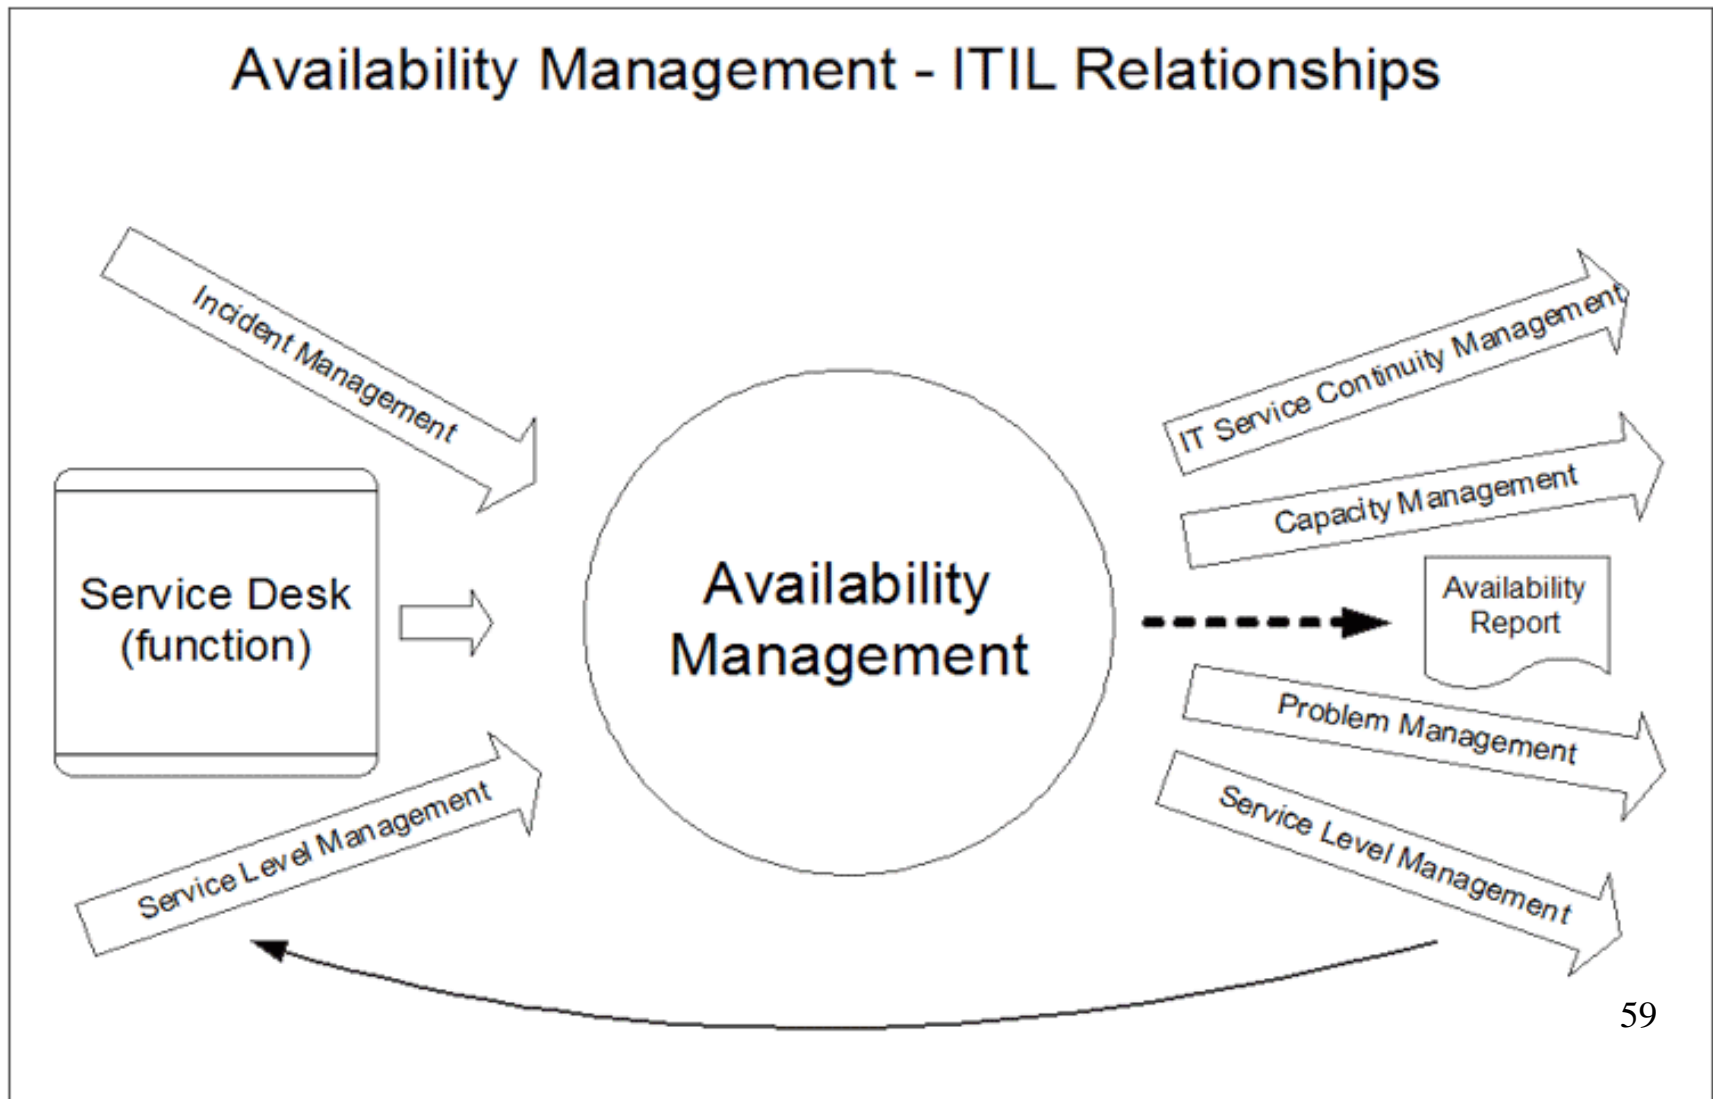 Availability Management - ITIL Relationships
Incident Management
Service Desk
(function)
Service Level Management
Availability
Management
IT Service Continuity Management
Capacity Management
Availability
Report
Problem Management
Service Level Management
59